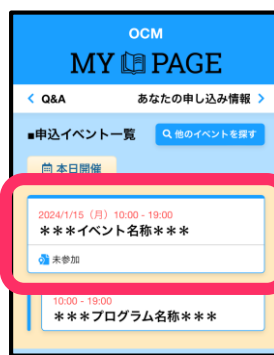 OCM
MY PAGE
< Q&A あなたの申し込み情報 >
■申込イベント一覧 他のイベントを探す
本日開催
2024/1/15（月）10:00 - 19:00
＊＊＊イベント名称＊＊＊
未参加
10:00 - 19:00
＊＊＊プログラム名称＊＊＊